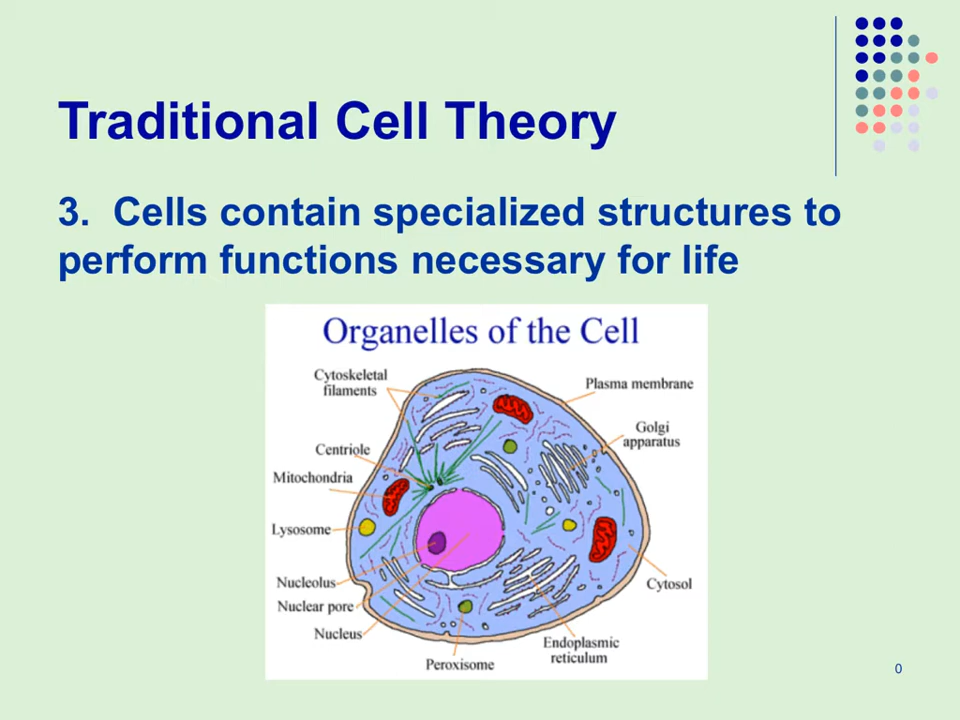 Traditional Cell Theory
3. Cells contain specialized structures to
perform functions necessary for life
Organelles of the Cell
Cytoskeletal
filaments
Plasma membrane
Golgi
apparatus
Centriole
Mitochondria
Lysosome
Nucleolus
Nuclear pore
Nucleus
Cytosol
Endoplasmic
reticulum
Peroxisome
0